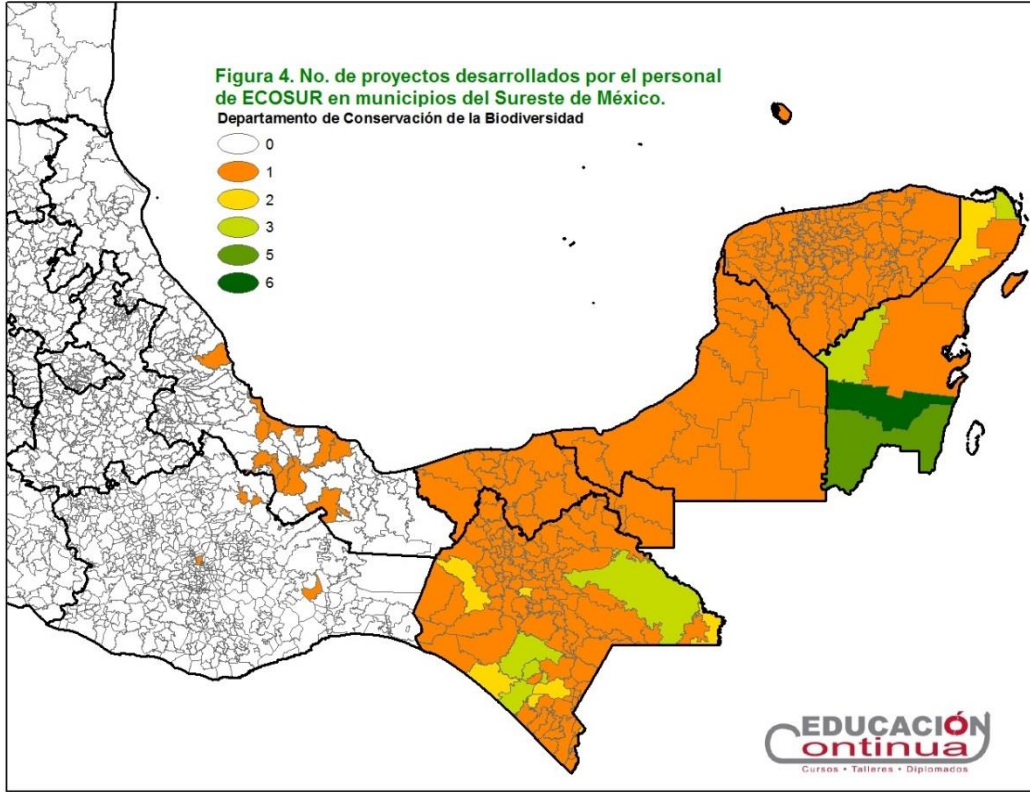 Figura 4. No. de proyectos desarrollados por el personal
de ECOSUR en municipios del Sureste de México.
Departamento de Conservación de la Biodiversidad
0
1
2
3
5
6
EDUCACIÓN
Continua
Cursos • Talleres • Diplomados